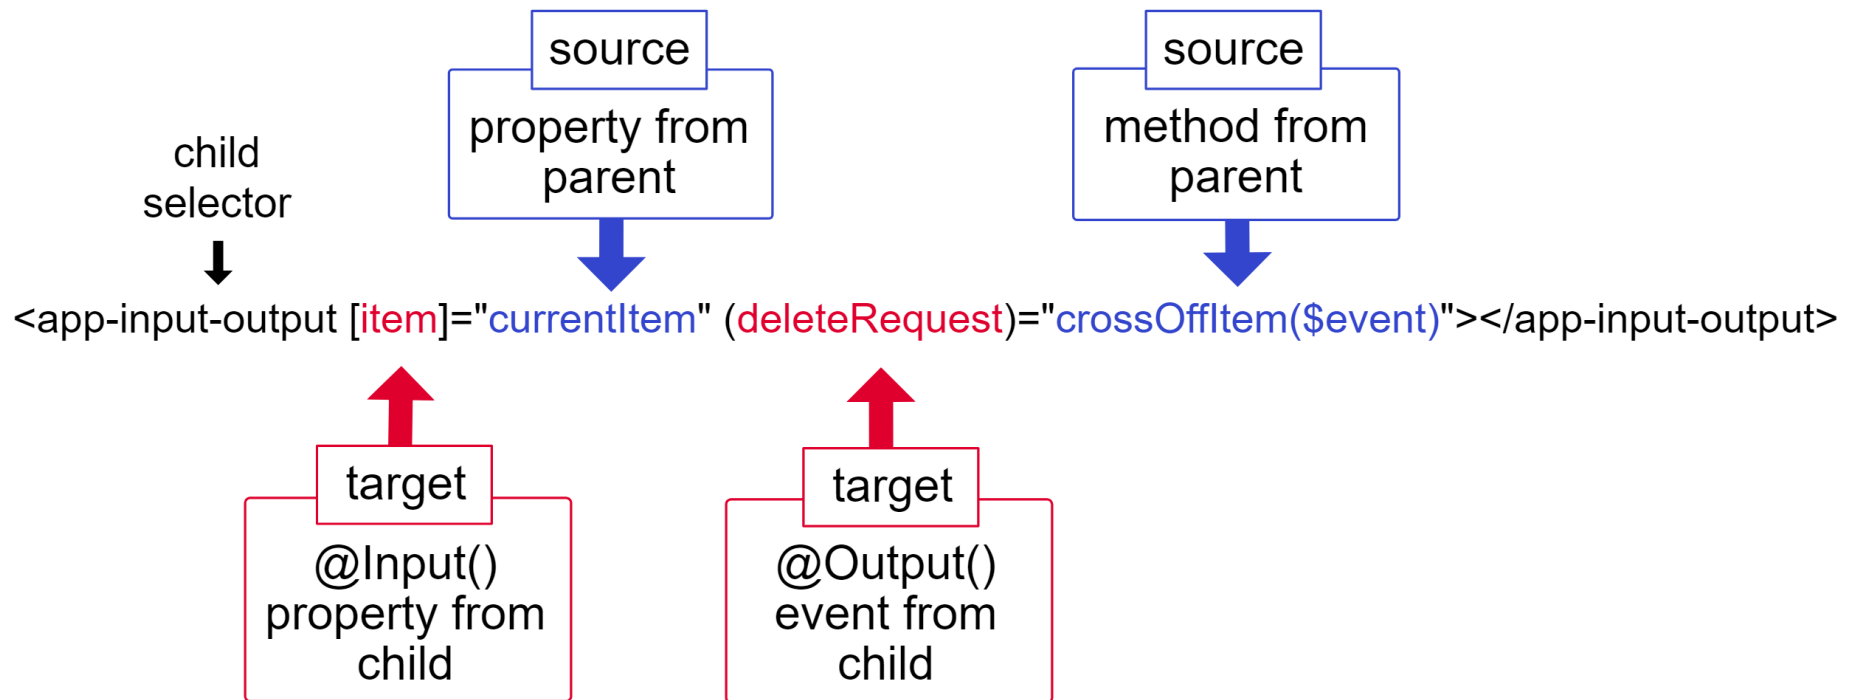 source
property from
parent
source
method from
parent
child
selector
<app-input-output [item]="currentItem" (deleteRequest)="crossOffItem($event)"></app-input-output>
target
@Input()
property from
child
target
@Output()
event from
child